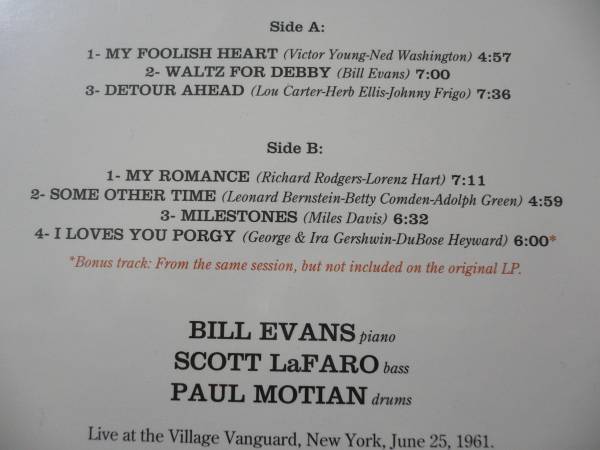 Side A:
1- MY FOOLISH HEART (Victor Young-Ned Washington) 4:57
2- WALTZ FOR DEBBY (Bill Evans) 7:00
3- DETOUR AHEAD (Lou Carter-Herb Ellis-Johnny Frigo) 7:36
Side B:
1- MY ROMANCE (Richard Rodgers-Lorenz Hart) 7:11
2- SOME OTHER TIME (Leonard Bernstein-Betty Comden-Adolph Green) 4:59
3- MILESTONES (Miles Davis) 6:32
4- I LOVES YOU PORGY (George & Ira Gershwin-DuBose Heyward) 6:00*
*Bonus track: From the same session, but not included on the original LP.
BILL EVANS piano
SCOTT LaFARO bass
PAUL MOTIAN drums
Live at the Village Vanguard, New York, June 25, 1961.